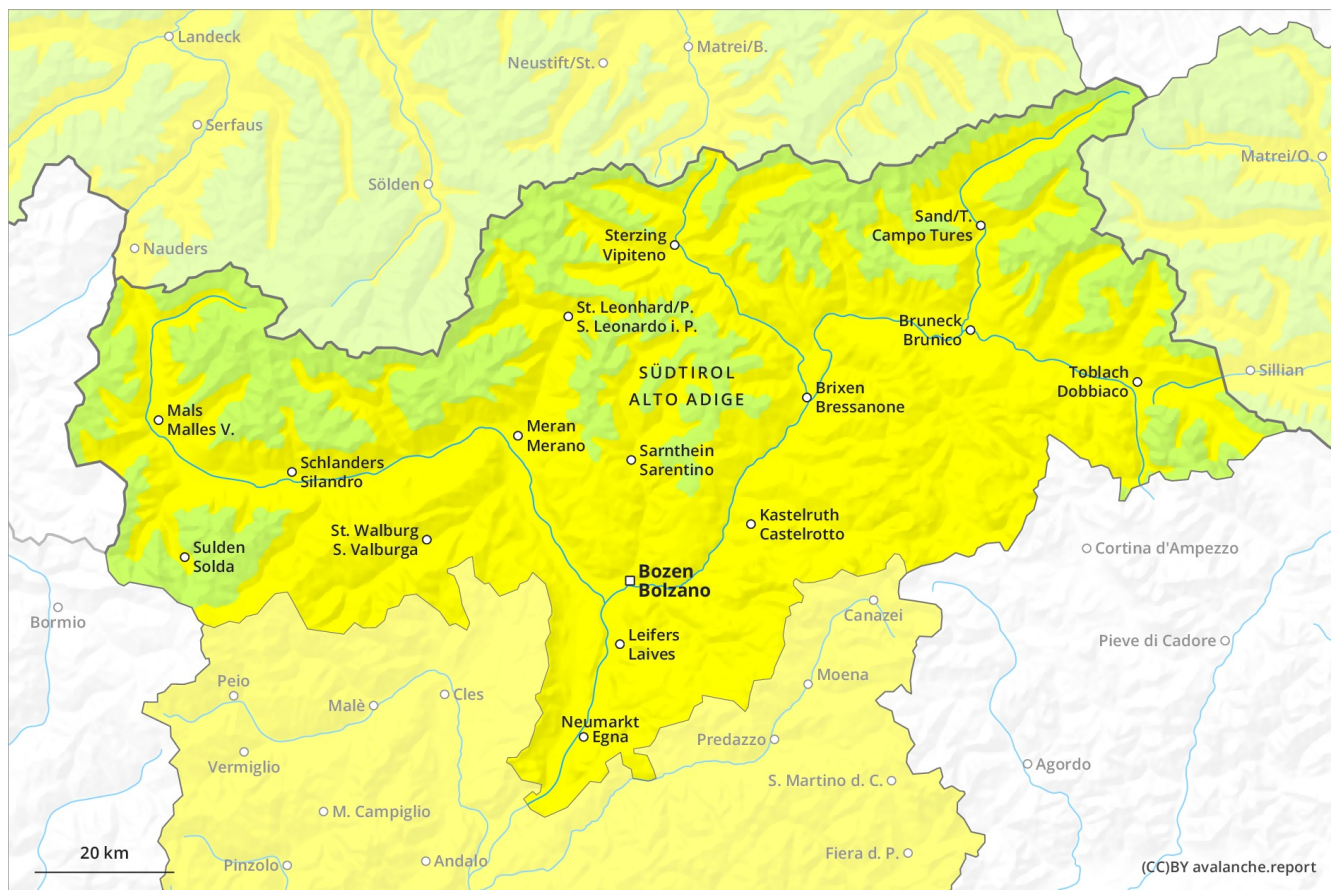 Landeck
Matrei/B.
Neustift/St.
Serfaus
Matrei/O.
Sölden
Sand/T.
Campo Tures
Nauders
Sterzing
Vipiteno
St. Leonhard/P.
S. Leonardo i. P.
Bruneck
Brunico
SÜDTIROL
ALTO ADIGE
Toblach
Dobbiaco
Sillian
Brixen
Bressanone
Mals
Malles V.
Meran
Merano
Sarnthein
Sarentino
Schlanders
Silandro
Kastelruth
Castelrotto
St. Walburg
S. Valburga
Sulden
Solda
Cortina d'Ampezzo
Bozen
Bolzano
Bormio
Canazei
Leifers
Laives
Pieve di Cadore
Peio
Moena
Malè
Cles
Neumarkt
Egna
Predazzo
Vermiglio
Agordo
S. Martino d. C.
M. Campiglio
20 km
Pinzolo
Andalo
Fiera d. P.
(CC)BY avalanche.report